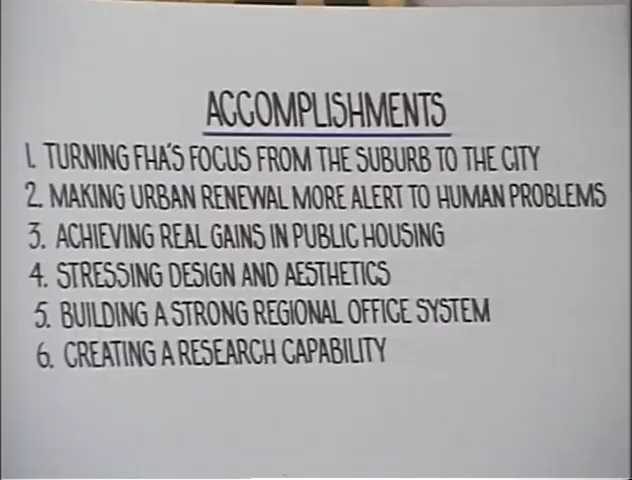 ACCOMPLISHMENTS
1. TURNING FHA'S FOCUS FROM THE SUBURB TO THE CITY
2. MAKING URBAN RENEWAL MORE ALERT TO HUMAN PROBLEMS
3. ACHIEVING REAL GAINS IN PUBLIC HOUSING
4. STRESSING DESIGN AND AESTHETICS
5. BUILDING A STRONG REGIONAL OFFICE SYSTEM
6. CREATING A RESEARCH CAPABILITY